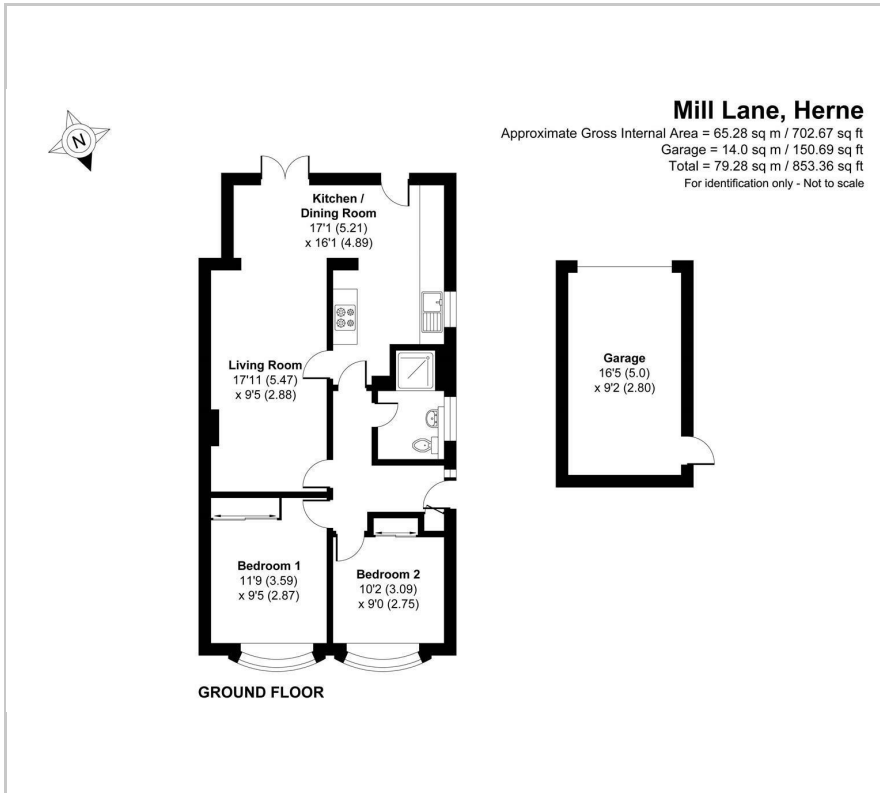 Mill Lane, Herne
Approximate Gross Internal Area = 65.28 sq m / 702.67 sq ft
Garage = 14.0 sq m / 150.69 sq ft
Total = 79.28 sq m / 853.36 sq ft
For identification only - Not to scale
N
Kitchen /
Dining Room
17'1 (5.21)
x 16'1 (4.89)
Living Room
17'11 (5.47)
x 9'5 (2.88)
Garage
16'5 (5.0)
x 9'2 (2.80)
Bedroom 1
11'9 (3.59)
x 9'5 (2.87)
Bedroom 2
10'2 (3.09)
x 9'0 (2.75)
GROUND FLOOR